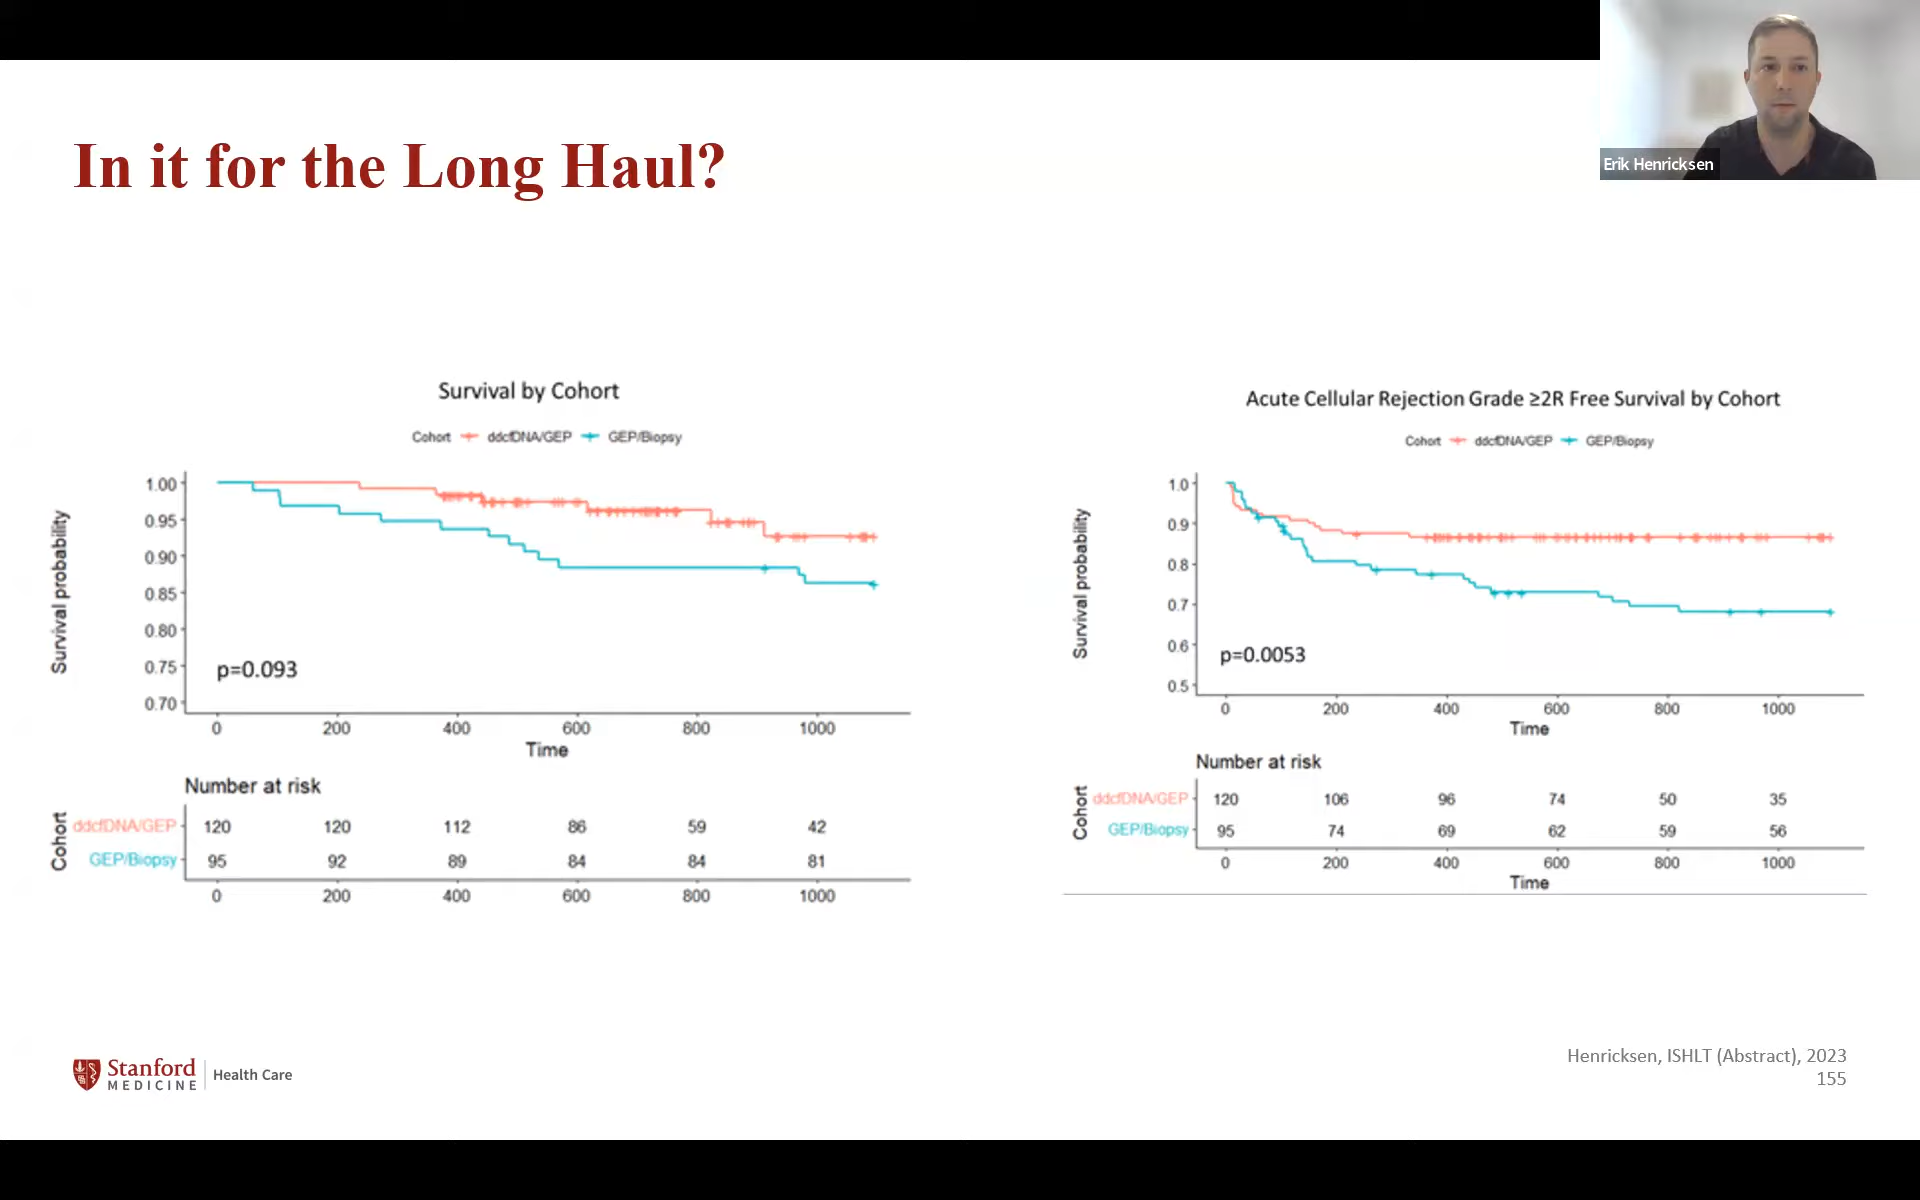 Erik Henricksen
In it for the Long Haul?
Survival by Cohort
Cohort ddcfDNA/GEP GEP/Biopsy
Survival probability
1.00
0.95
0.90
0.85
0.80
0.75
0.70
p=0.093
0 200 400 600 800 1000
Time
Number at risk
Cohort
ddcfDNA/GEP 120 120 112 86 59 42
GEP/Biopsy 95 92 89 84 84 81
0 200 400 600 800 1000
Acute Cellular Rejection Grade ≥2R Free Survival by Cohort
Cohort ddcfDNA/GEP GEP/Biopsy
Survival probability
1.0
0.9
0.8
0.7
0.6
0.5
p=0.0053
0 200 400 600 800 1000
Time
Number at risk
Cohort
ddcfDNA/GEP 120 106 96 74 50 35
GEP/Biopsy 95 74 69 62 59 56
0 200 400 600 800 1000
Time
Stanford
MEDICINE
Health Care
Henricksen, ISHLT (Abstract), 2023
155